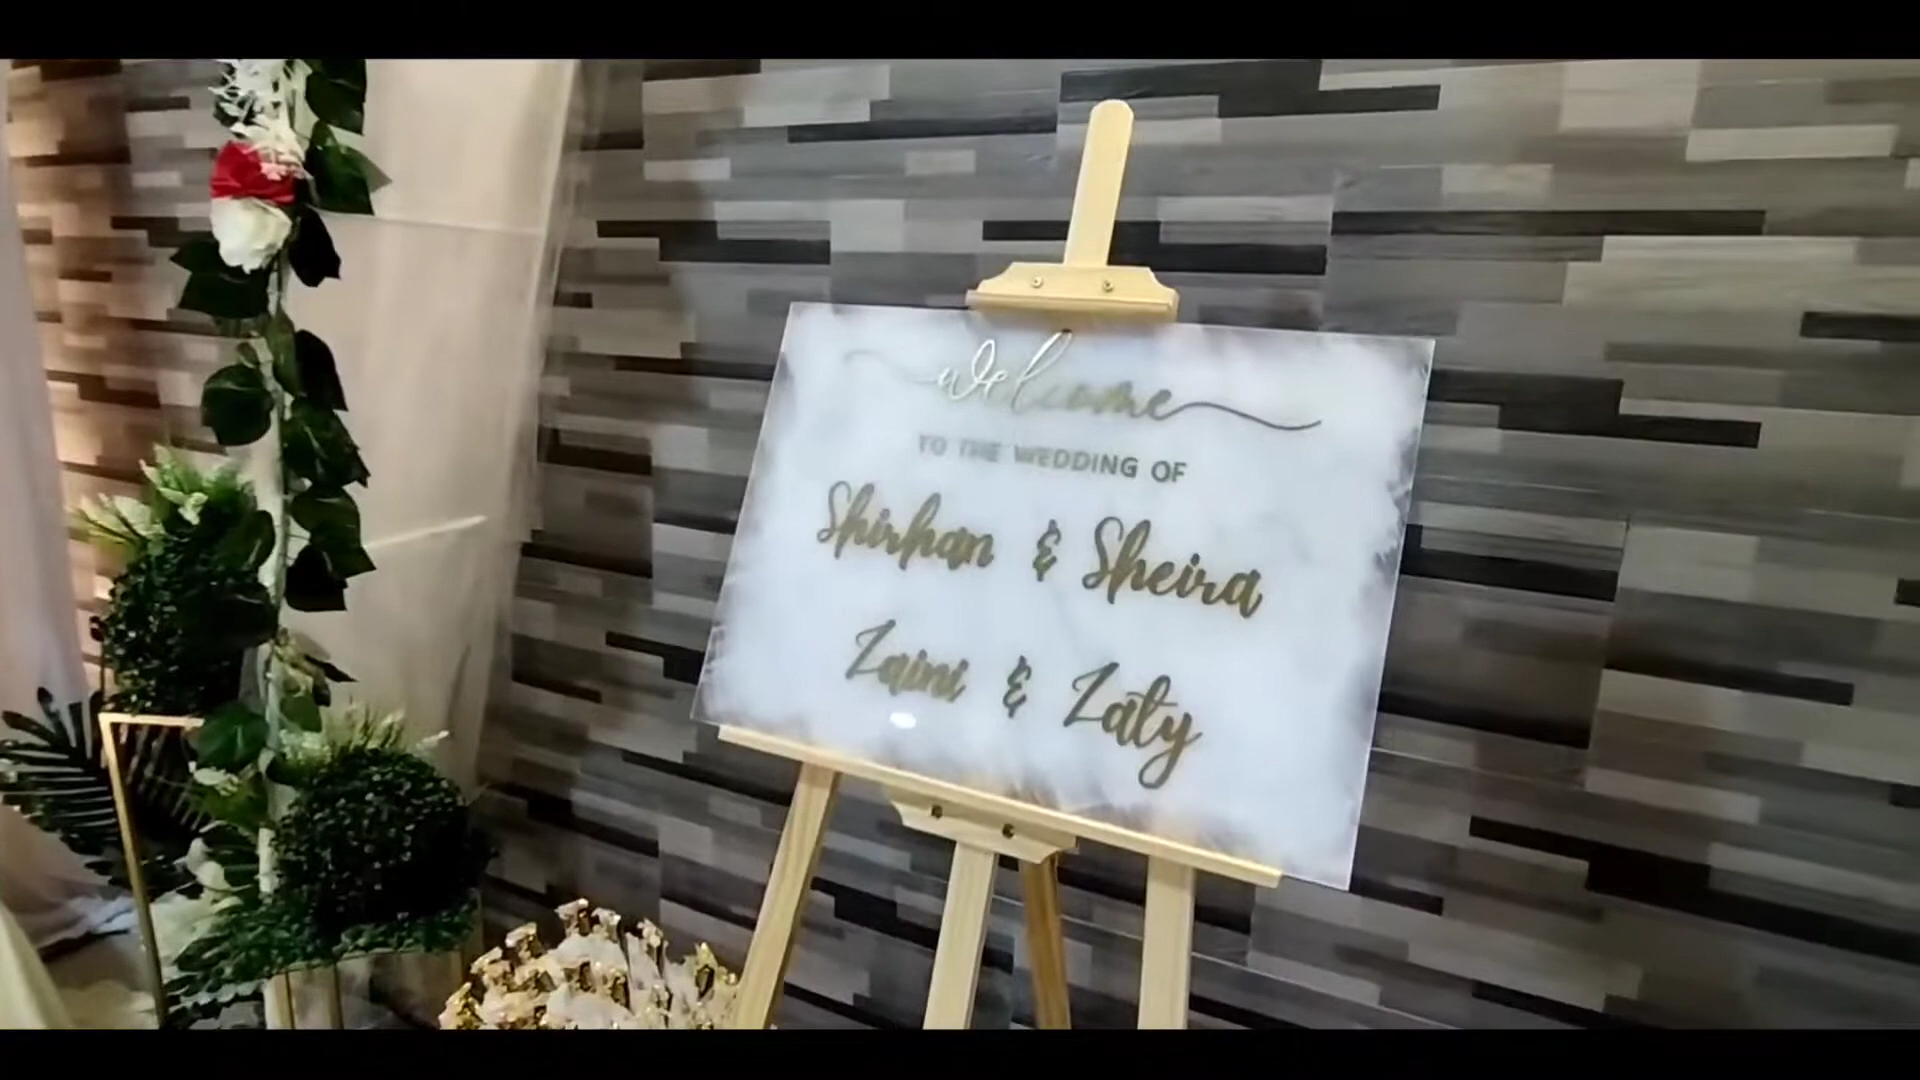 welcome
TO THE WEDDING OF
Shirhan & Sheira
Zaini & Zaty